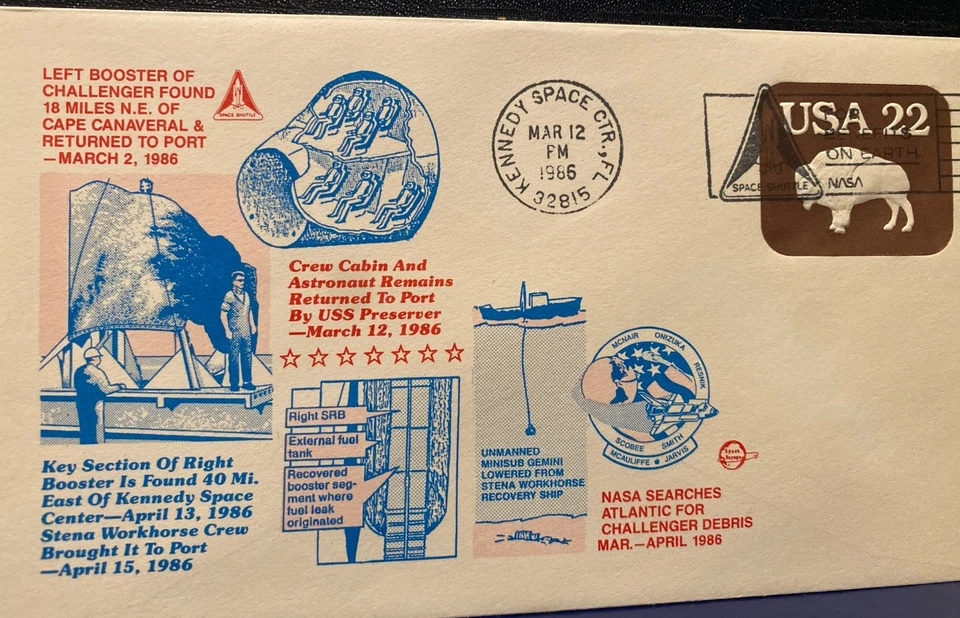 LEFT BOOSTER OF
CHALLENGER FOUND
18 MILES N.E. OF
CAPE CANAVERAL &
RETURNED TO PORT
—MARCH 2, 1986
SPACE SHUTTLE
Crew Cabin And
Astronaut Remains
Returned To Port
By USS Preserver
—March 12, 1986
Key Section Of Right
Booster Is Found 40 Mi.
East Of Kennedy Space
Center—April 13, 1986
Stena Workhorse Crew
Brought It To Port
—April 15, 1986
Right SRB
External fuel
tank
Recovered
booster seg-
ment where
fuel leak
originated
UNMANNED
MINISUB GEMINI
LOWERED FROM
STENA WORKHORSE
RECOVERY SHIP
McNAIR ONIZUKA RESNIK
SCOBEE SMITH
McAULIFFE JARVIS
Space
Voyage
NASA SEARCHES
ATLANTIC FOR
CHALLENGER DEBRIS
MAR.—APRIL 1986
KENNEDY SPACE CTR., FL
MAR 12
PM
1986
32815
USA 22
BENEFITS
ON EARTH
NASA
SPACE SHUTTLE